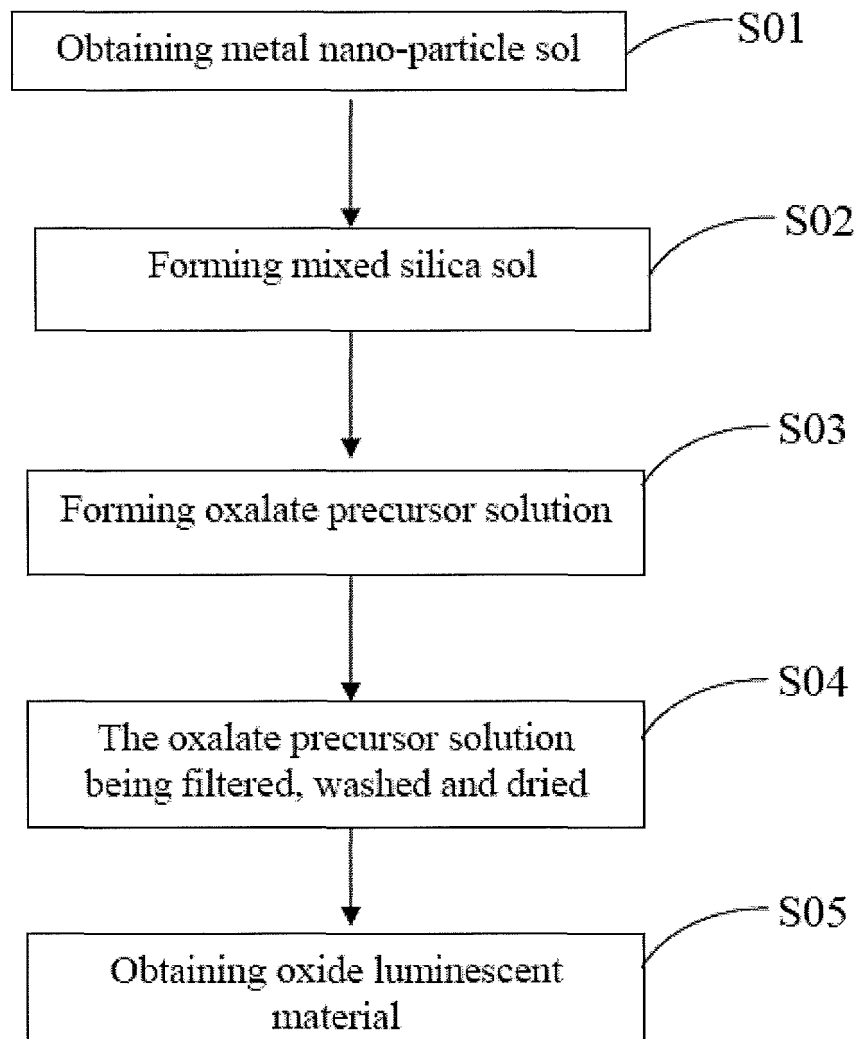 Obtaining metal nano-particle sol
S01
Forming mixed silica sol
S02
Forming oxalate precursor solution
S03
The oxalate precursor solution
being filtered, washed and dried
S04
Obtaining oxide luminescent
material
S05